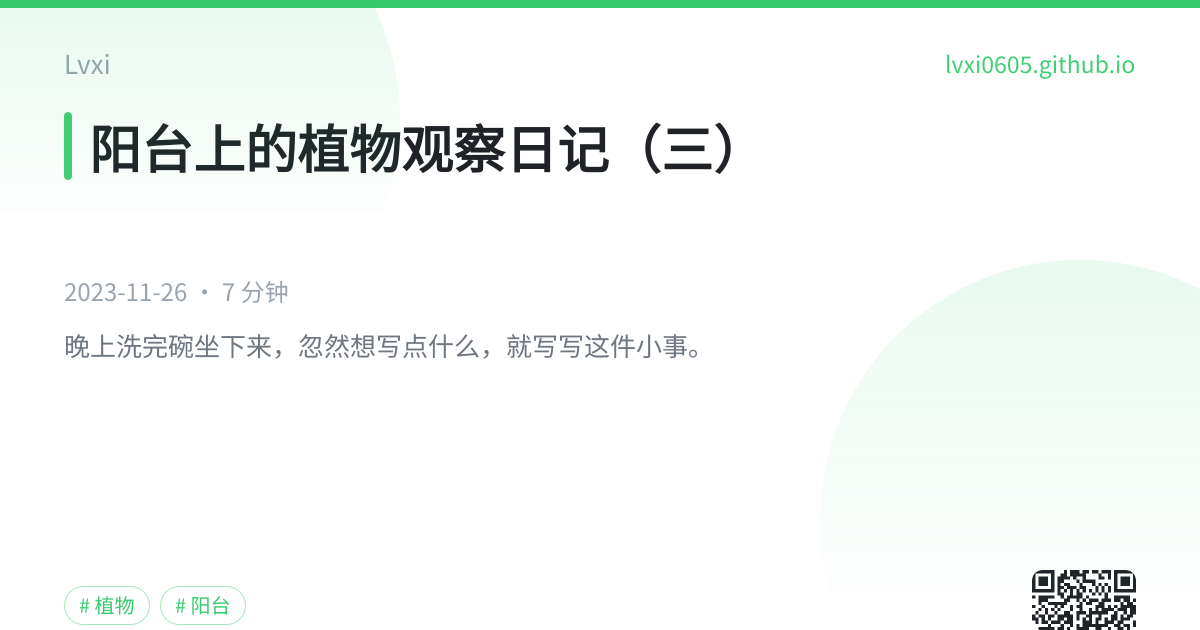 Lvxi
lvxi0605.github.io
阳台上的植物观察日记（三）
2023-11-26 · 7 分钟
晚上洗完碗坐下来，忽然想写点什么，就写写这件小事。
# 植物
# 阳台